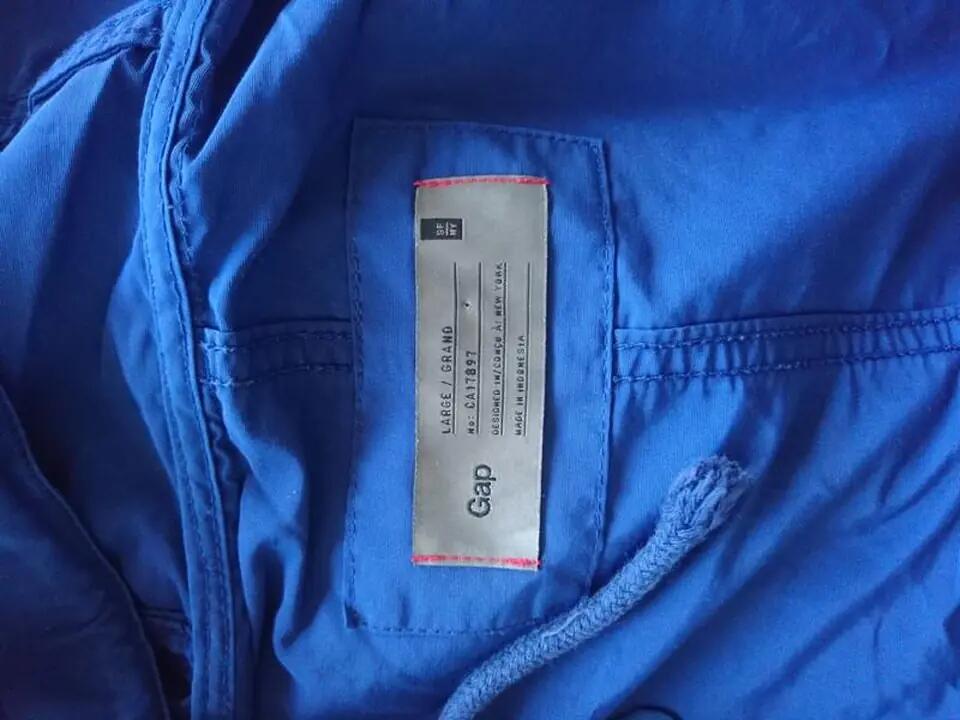 Gap
LARGE / GRAND
No: CA17897
DESIGNED IN/CONÇU À: NEW YORK
MADE IN INDONESIA
SF
NY